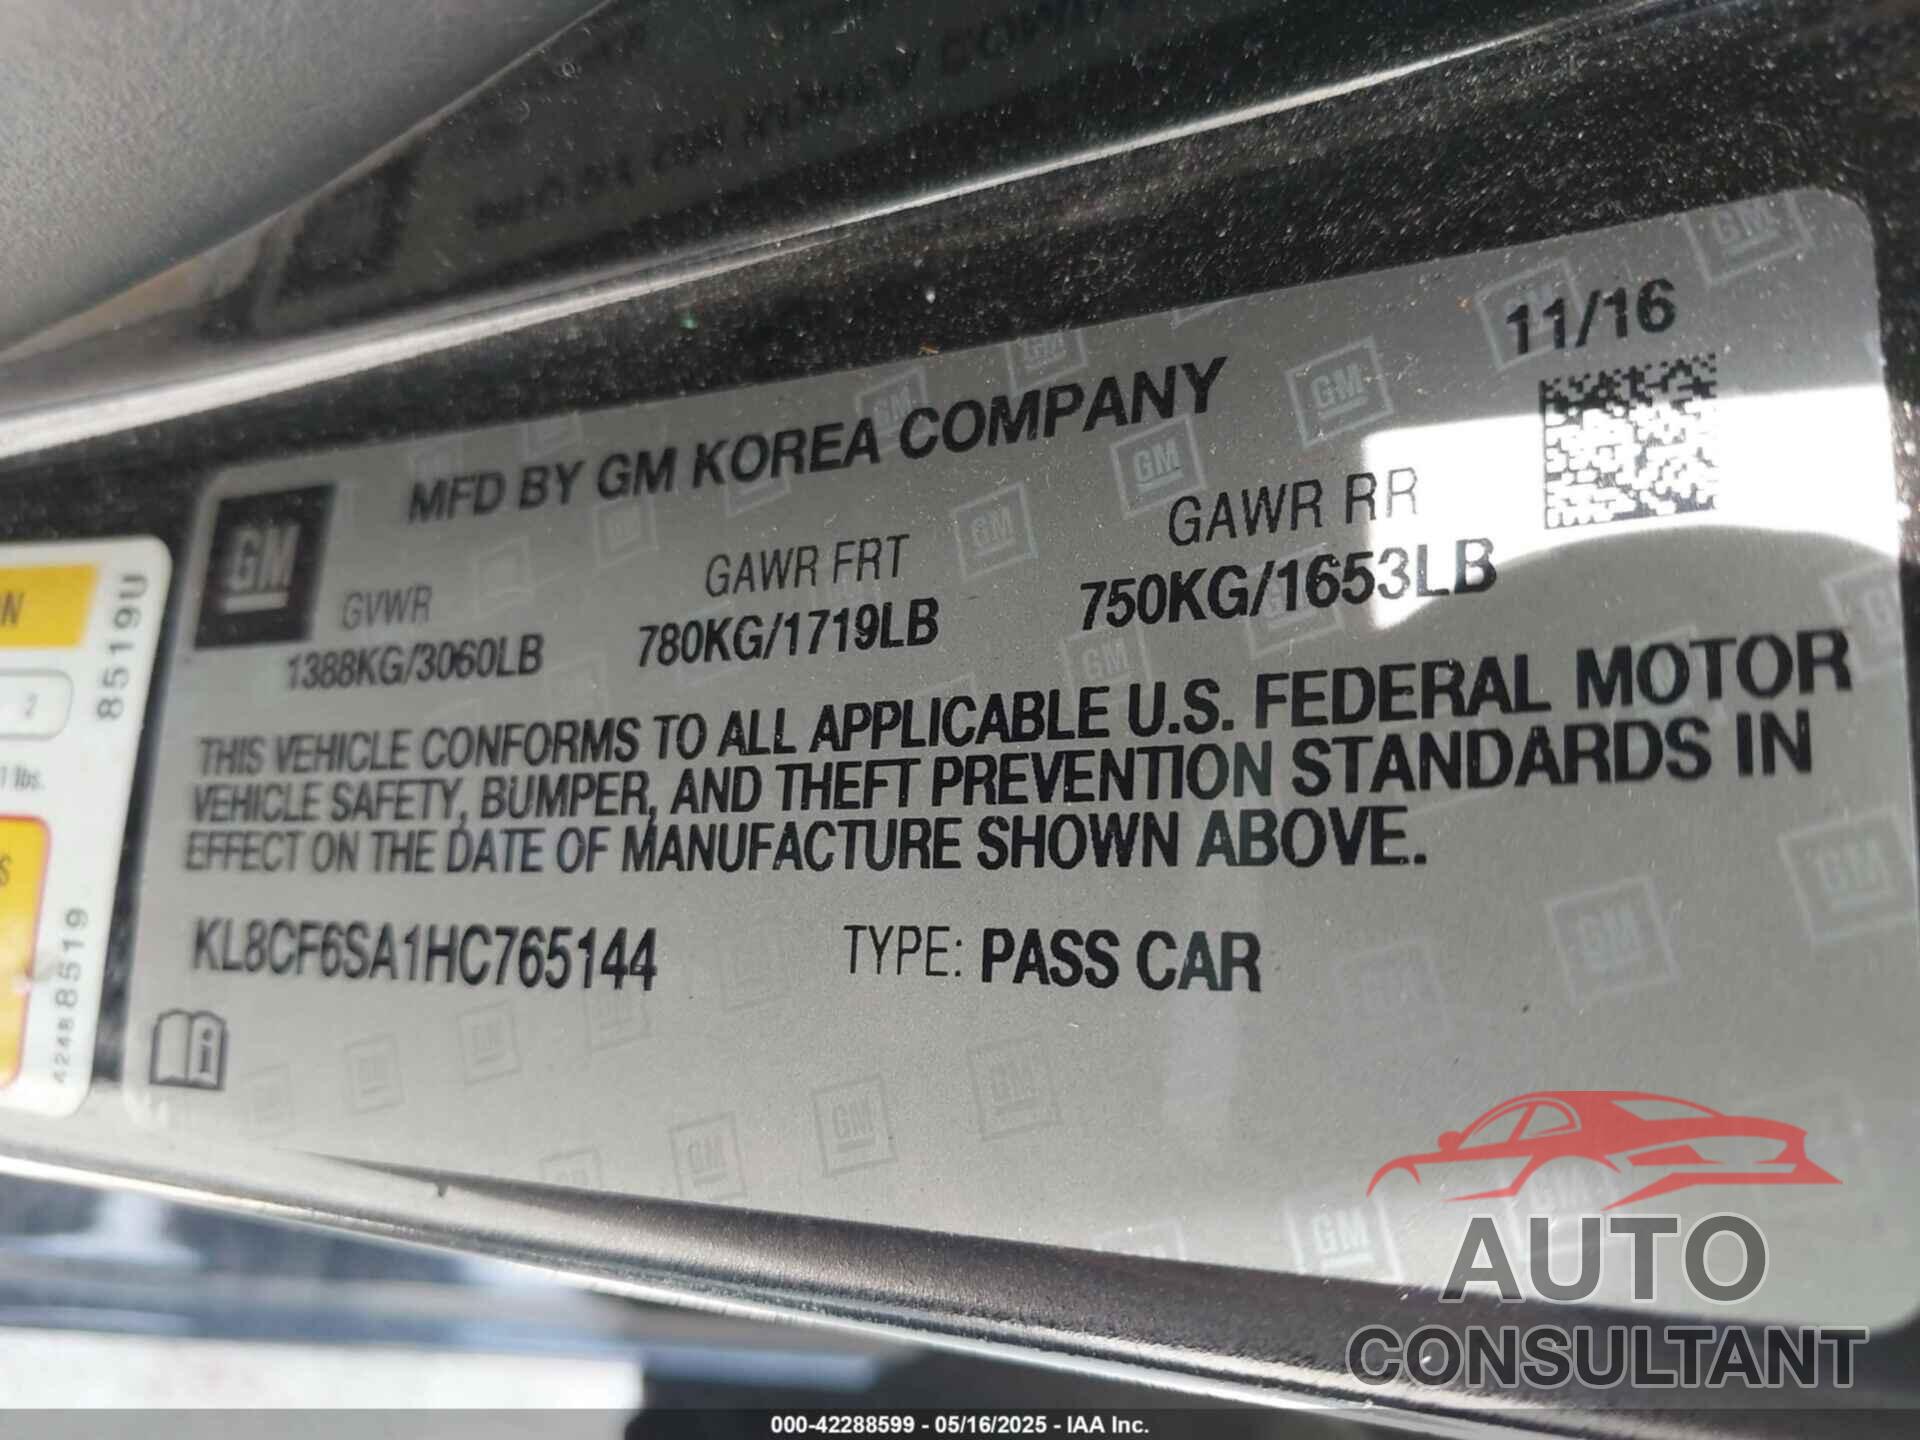 11/16
MFD BY GM KOREA COMPANY
GM
GVWR GAWR FRT GAWR RR
1388KG/3060LB 780KG/1719LB 750KG/1653LB
THIS VEHICLE CONFORMS TO ALL APPLICABLE U.S. FEDERAL MOTOR
VEHICLE SAFETY, BUMPER, AND THEFT PREVENTION STANDARDS IN
EFFECT ON THE DATE OF MANUFACTURE SHOWN ABOVE.
KL8CF6SA1HC765144 TYPE: PASS CAR
8519U
2
lbs.
42488519
AUTO
CONSULTANT
000-42288599 - 05/16/2025 - IAA Inc.